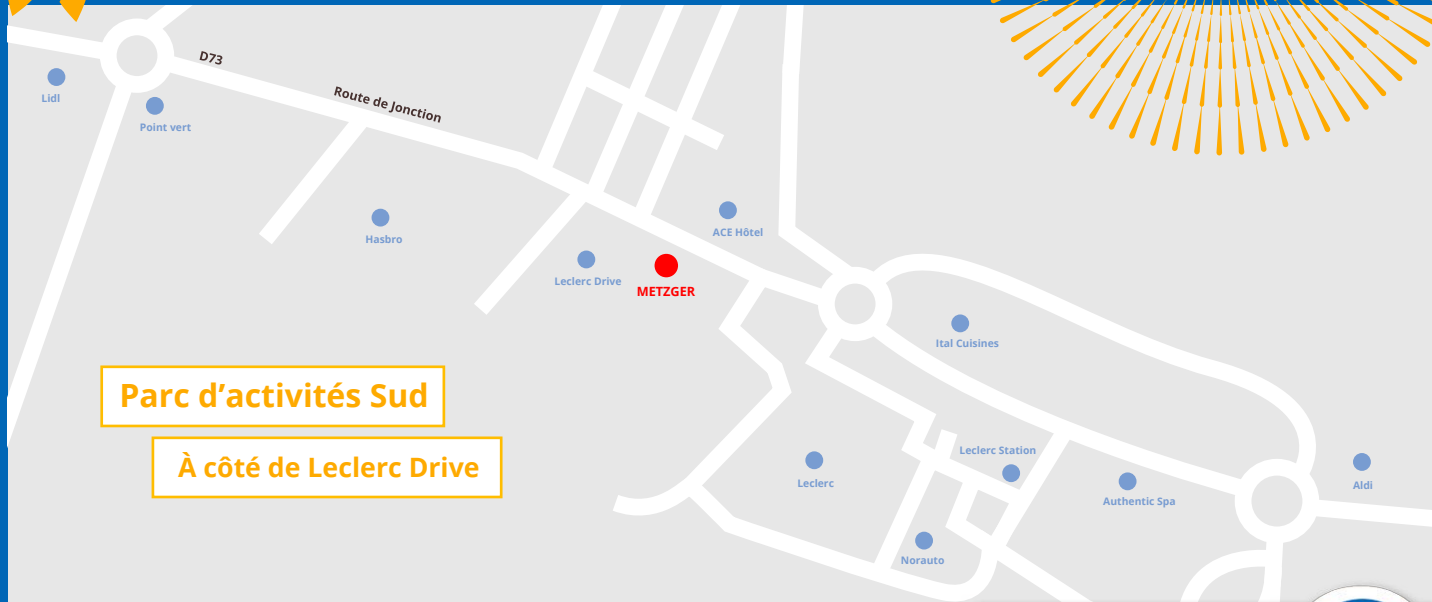 D73
Route de Jonction
Lidl
Point vert
Hasbro
ACE Hôtel
Leclerc Drive
METZGER
Ital Cuisines
Parc d’activités Sud
À côté de Leclerc Drive
Leclerc Station
Leclerc
Authentic Spa
Aldi
Norauto